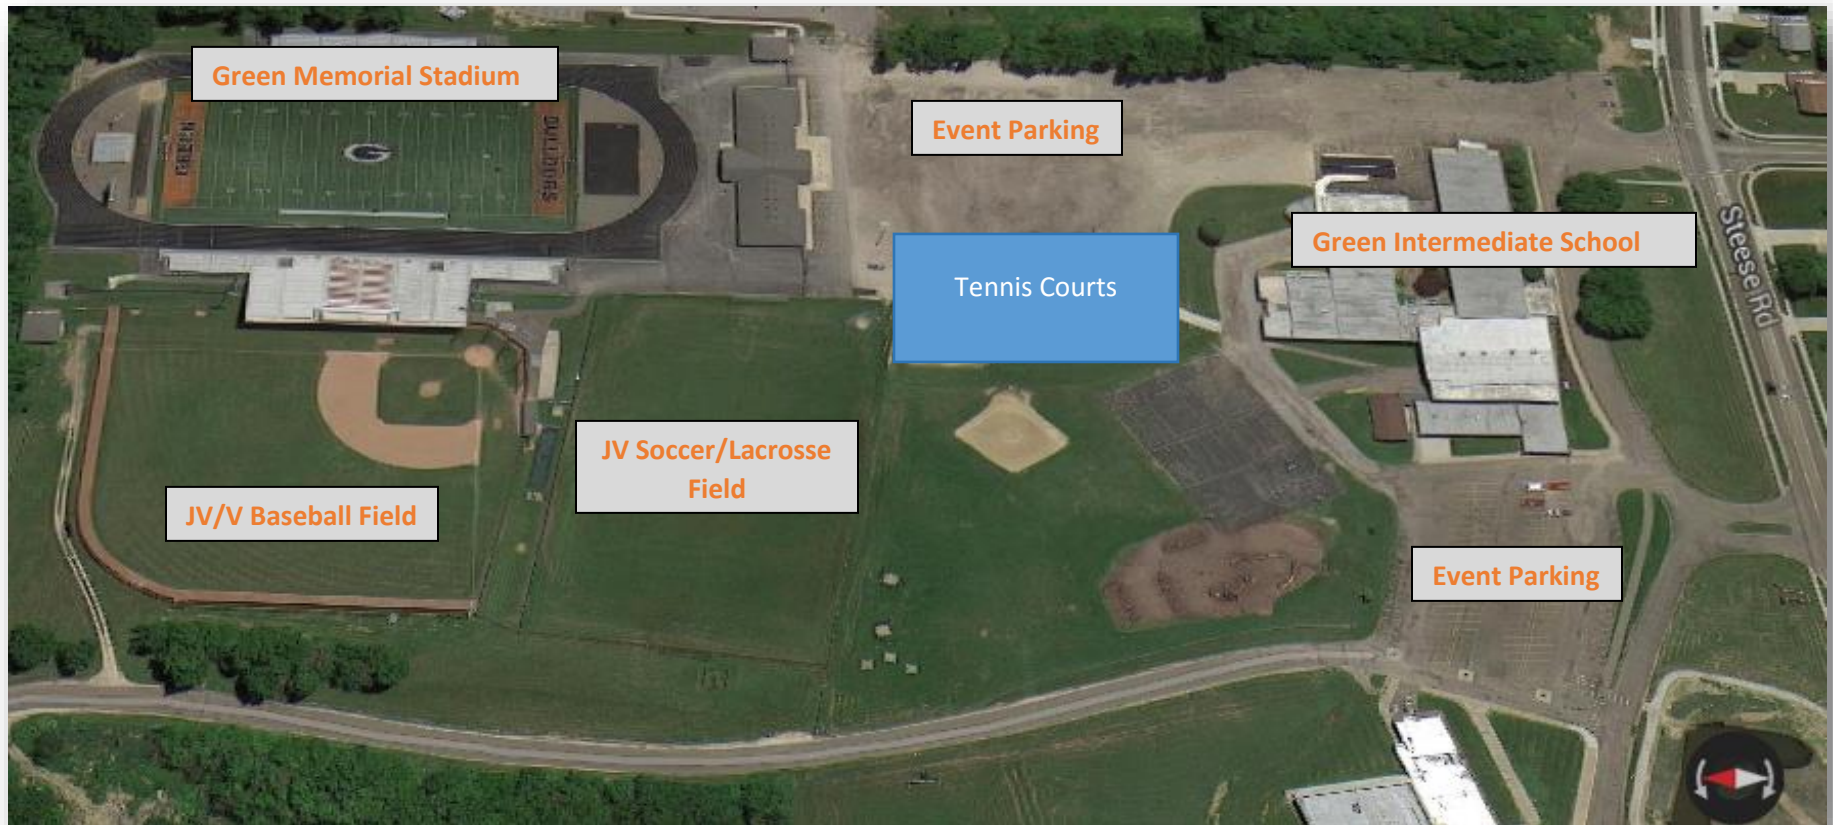 Green Memorial Stadium
GREEN
BULLDOGS
G
Event Parking
Green Intermediate School
Steese Rd
Tennis Courts
JV Soccer/Lacrosse
Field
JV/V Baseball Field
Event Parking